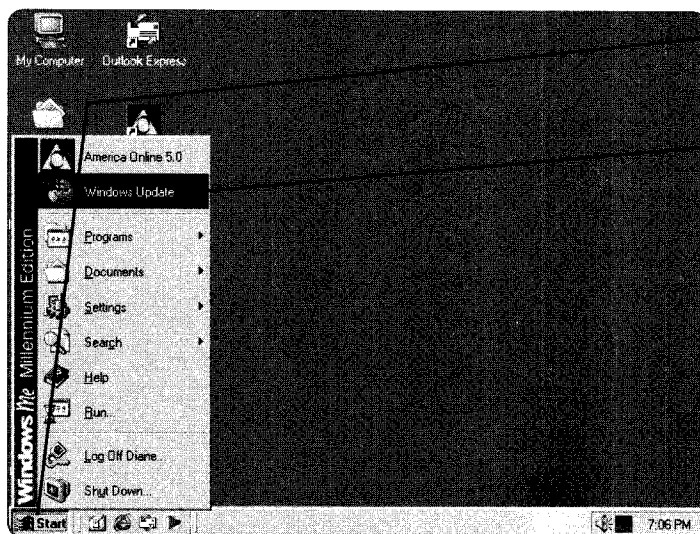 My Computer Outlook Express
America Online 5.0
Windows Update
Programs
Documents
Settings
Search
Help
Run...
Log Off Diane...
Shut Down...
Windows Me Millennium Edition
Start
7:06 PM